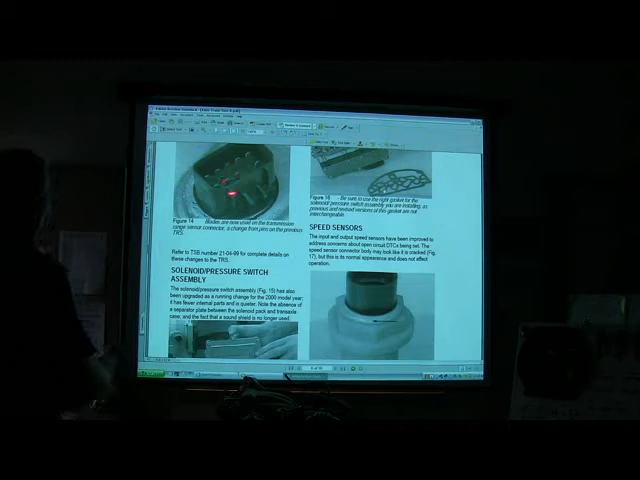 Figure 14 Blades are now used on the transmission
range sensor connector, a change from pins on the previous
TRS.
Refer to TSB number 21-04-99 for complete details on
these changes to the TRS.
SOLENOID/PRESSURE SWITCH
ASSEMBLY
The solenoid/pressure switch assembly (Fig. 15) has also
been upgraded as a running change for the 2000 model year;
it has fewer internal parts and is quieter. Note the absence of
a separator plate between the solenoid pack and transaxle
case, and the fact that a sound shield is no longer used.
Figure 16 - Be sure to use the right gasket for the
solenoid/pressure switch assembly you are installing, as
previous and revised versions of this gasket are not
interchangeable.
SPEED SENSORS
The input and output speed sensors have been improved to
address concerns about open circuit DTCs being set. The
speed sensor connector body may look like it is cracked (Fig.
17), but this is its normal appearance and does not affect
operation.